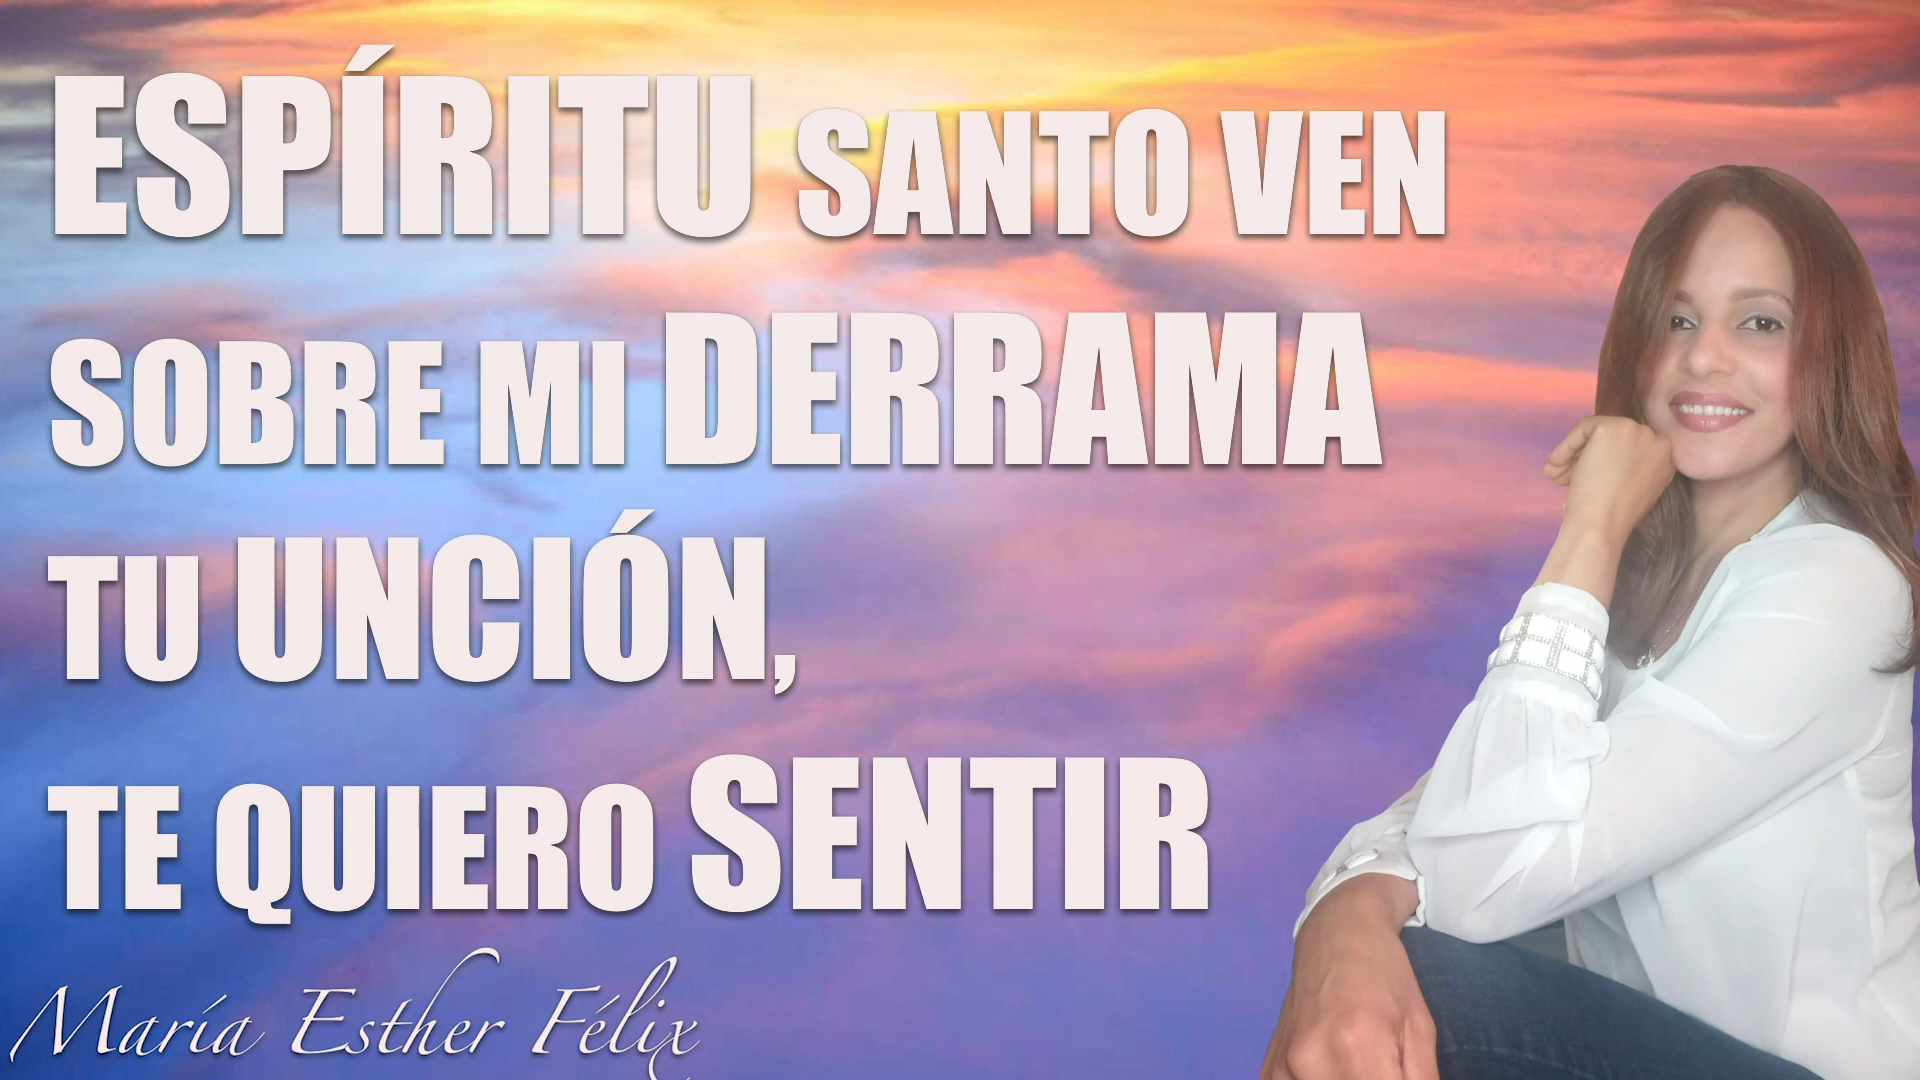 ESPÍRITU SANTO VEN
SOBRE MI DERRAMA
TU UNCIÓN,
TE QUIERO SENTIR
María Esther Félix